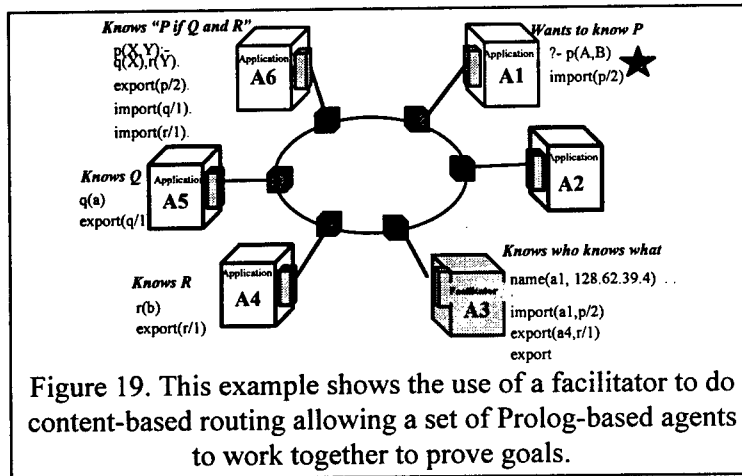 Knows "P if Q and R"
p(X,Y):-
q(X),r(Y).
export(p/2).
import(q/1).
import(r/1).
Application
A6
Wants to know P
?- p(A,B)
import(p/2)
Application
A1
Knows Q
q(a)
export(q/1
Application
A5
Application
A2
Knows R
r(b)
export(r/1)
Application
A4
Knows who knows what
name(a1, 128.62.39.4) . .
import(a1,p/2)
export(a4,r/1)
export
Facilitator
A3
Figure 19. This example shows the use of a facilitator to do
content-based routing allowing a set of Prolog-based agents
to work together to prove goals.